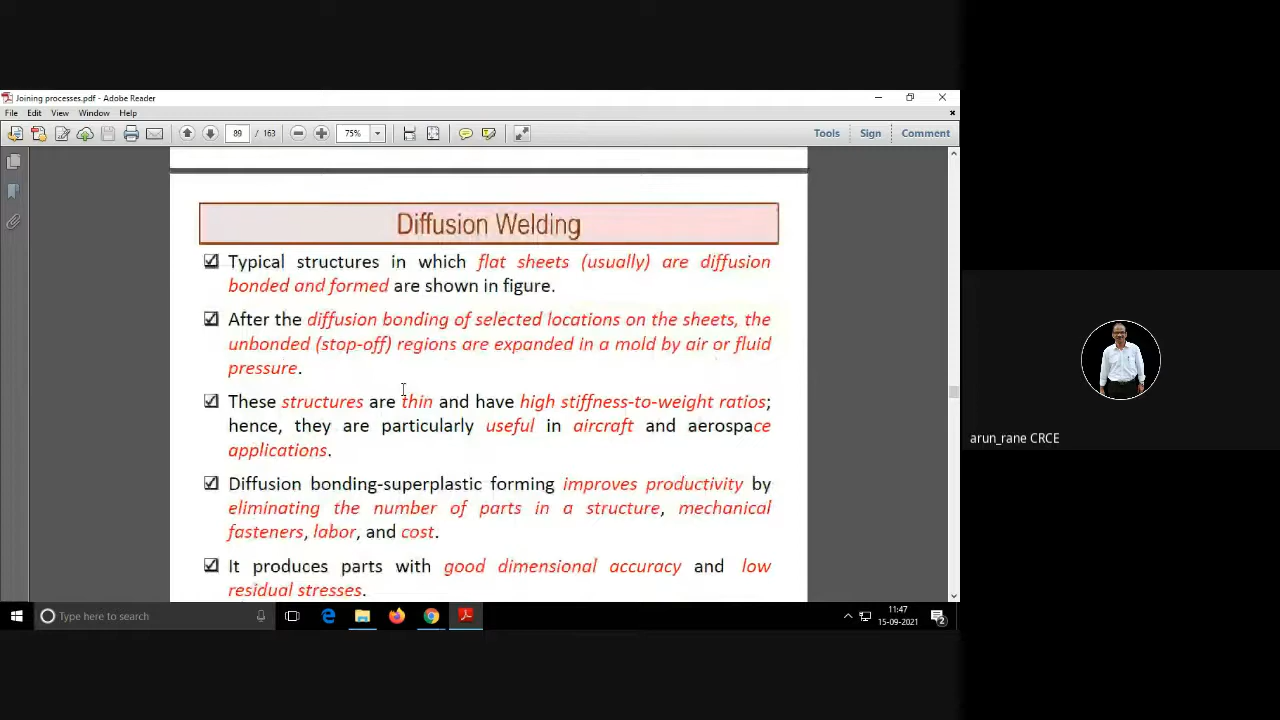 Joining processes.pdf - Adobe Reader
File Edit View Window Help
89 / 163 75% Tools Sign Comment
Diffusion Welding
Typical structures in which flat sheets (usually) are diffusion
bonded and formed are shown in figure.
After the diffusion bonding of selected locations on the sheets, the
unbonded (stop-off) regions are expanded in a mold by air or fluid
pressure.
These structures are thin and have high stiffness-to-weight ratios;
hence, they are particularly useful in aircraft and aerospace
applications.
Diffusion bonding-superplastic forming improves productivity by
eliminating the number of parts in a structure, mechanical
fasteners, labor, and cost.
It produces parts with good dimensional accuracy and low
residual stresses.
arun_rane CRCE
Type here to search
11:47
15-09-2021
2